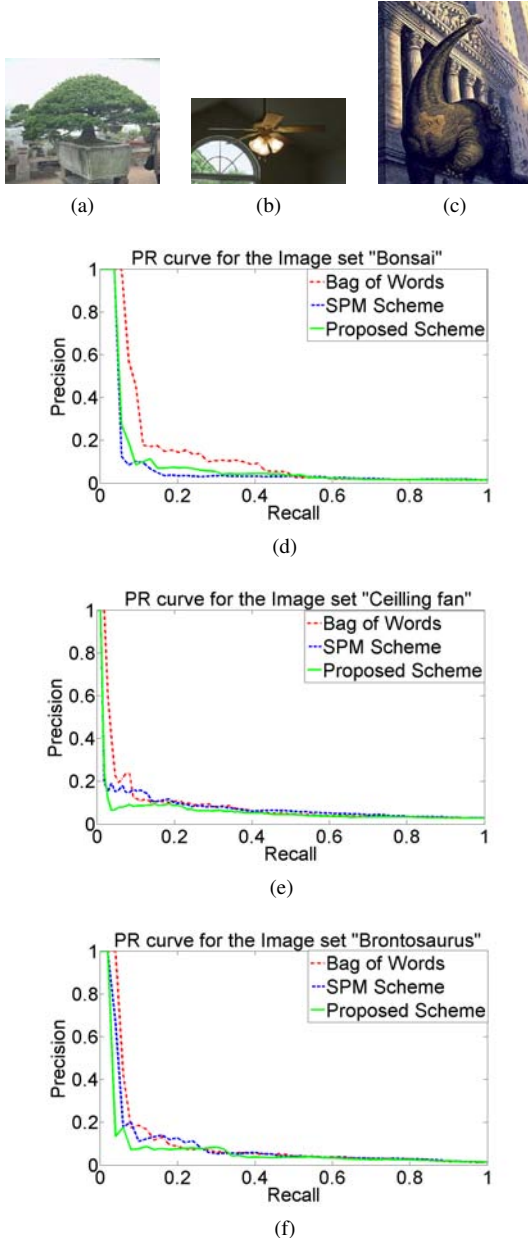 (a) (b) (c)
PR curve for the Image set "Bonsai"
1
0.8
0.6
0.4
0.2
0
Precision
Bag of Words
SPM Scheme
Proposed Scheme
0 0.2 0.4 0.6 0.8 1
Recall
(d)
PR curve for the Image set "Ceilling fan"
1
0.8
0.6
0.4
0.2
0
Precision
Bag of Words
SPM Scheme
Proposed Scheme
0 0.2 0.4 0.6 0.8 1
Recall
(e)
PR curve for the Image set "Brontosaurus"
1
0.8
0.6
0.4
0.2
0
Precision
Bag of Words
SPM Scheme
Proposed Scheme
0 0.2 0.4 0.6 0.8 1
Recall
(f)